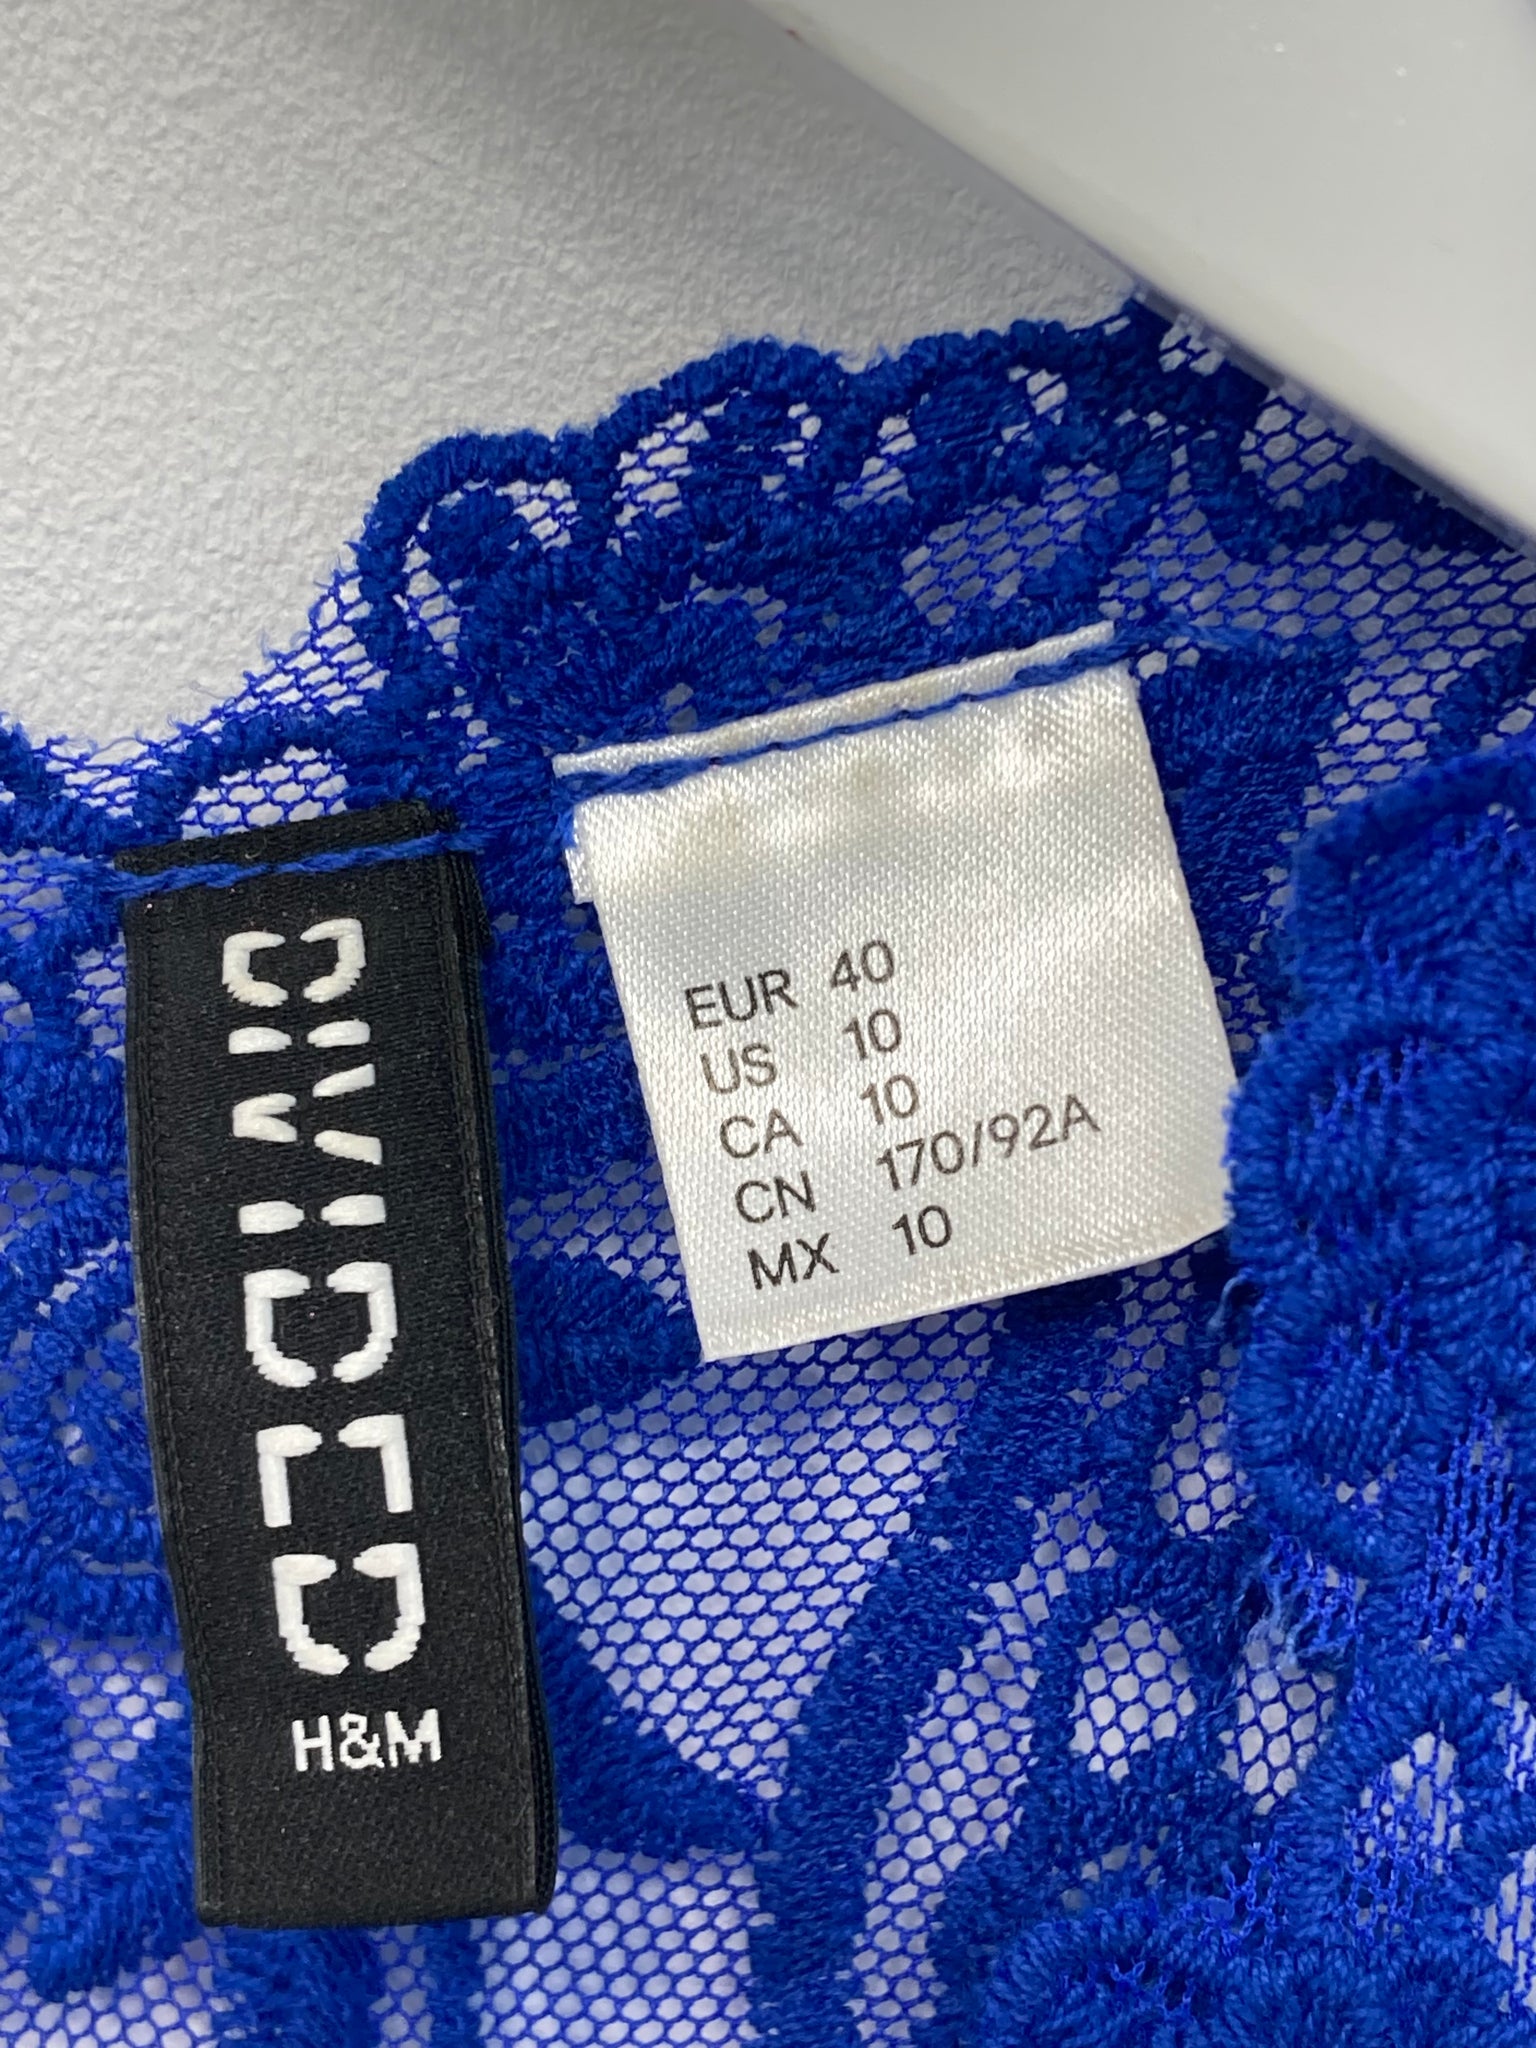 DIVIDED
H&M
EUR 40
US 10
CA 10
CN 170/92A
MX 10